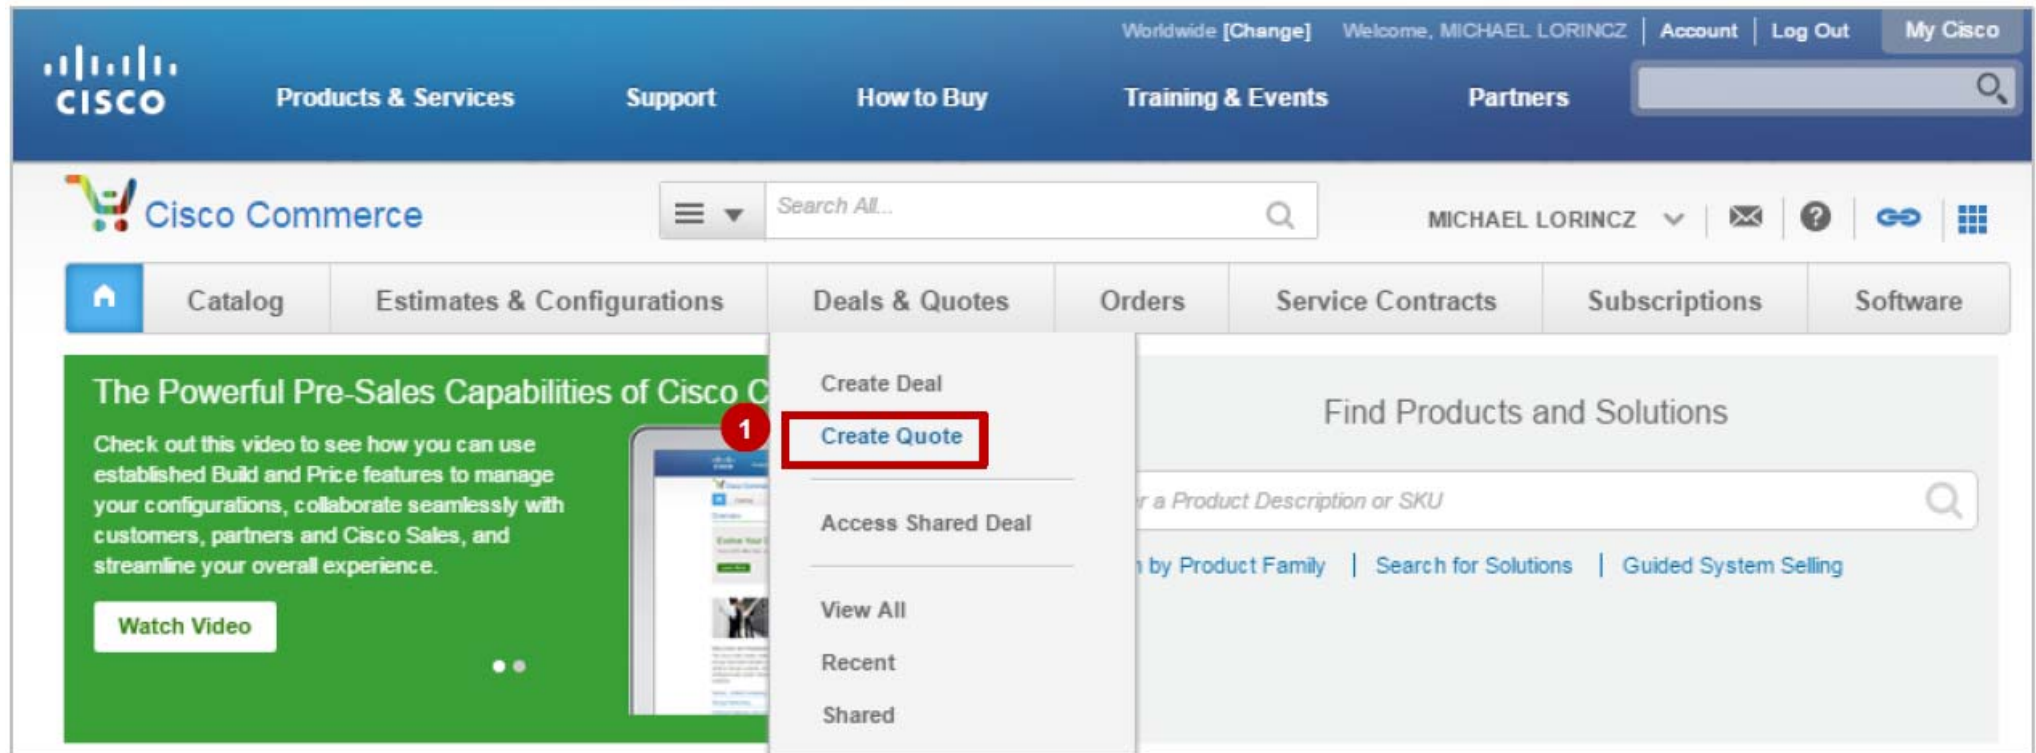 Worldwide [Change] Welcome, MICHAEL LORINCZ Account Log Out My Cisco
CISCO Products & Services Support How to Buy Training & Events Partners
Cisco Commerce Search All... MICHAEL LORINCZ
Catalog Estimates & Configurations Deals & Quotes Orders Service Contracts Subscriptions Software
The Powerful Pre-Sales Capabilities of Cisco C
Check out this video to see how you can use
established Build and Price features to manage
your configurations, collaborate seamlessly with
customers, partners and Cisco Sales, and
streamline your overall experience.
Watch Video
1
Create Deal
Create Quote
Access Shared Deal
View All
Recent
Shared
Find Products and Solutions
r a Product Description or SKU
by Product Family Search for Solutions Guided System Selling